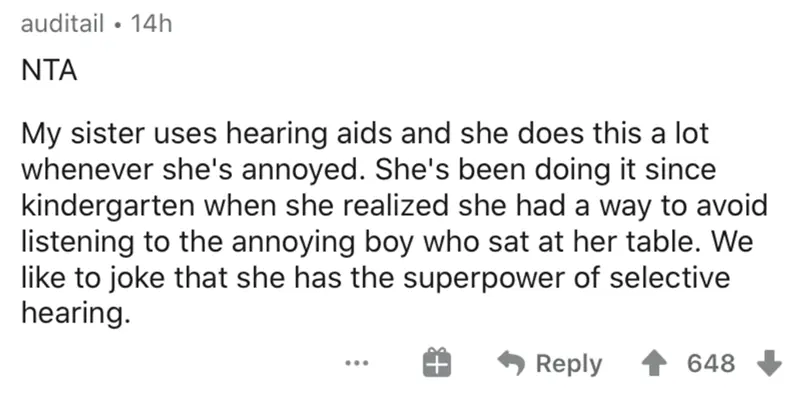 auditail • 14h
NTA
My sister uses hearing aids and she does this a lot
whenever she's annoyed. She's been doing it since
kindergarten when she realized she had a way to avoid
listening to the annoying boy who sat at her table. We
like to joke that she has the superpower of selective
hearing.
... Reply 648